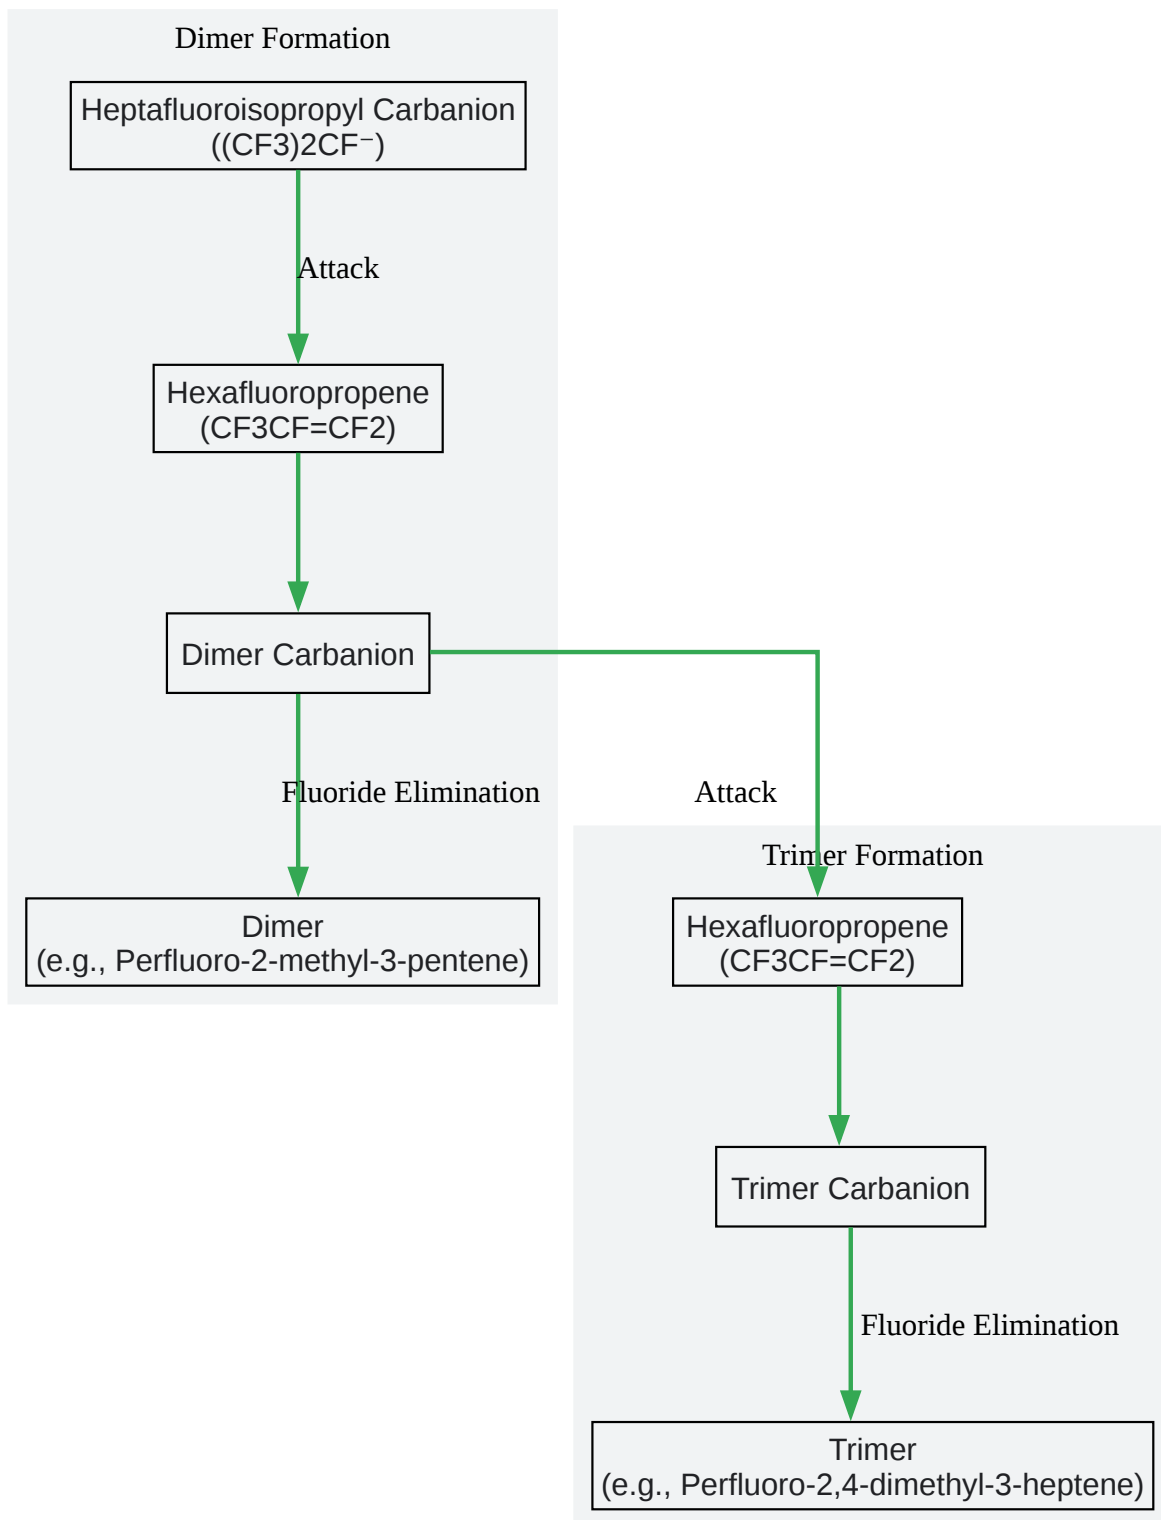 Dimer Formation
Heptafluoroisopropyl Carbanion
((CF3)2CF⁻)
Attack
Hexafluoropropene
(CF3CF=CF2)
Dimer Carbanion
Fluoride Elimination
Dimer
(e.g., Perfluoro-2-methyl-3-pentene)
Attack
Trimer Formation
Hexafluoropropene
(CF3CF=CF2)
Trimer Carbanion
Fluoride Elimination
Trimer
(e.g., Perfluoro-2,4-dimethyl-3-heptene)